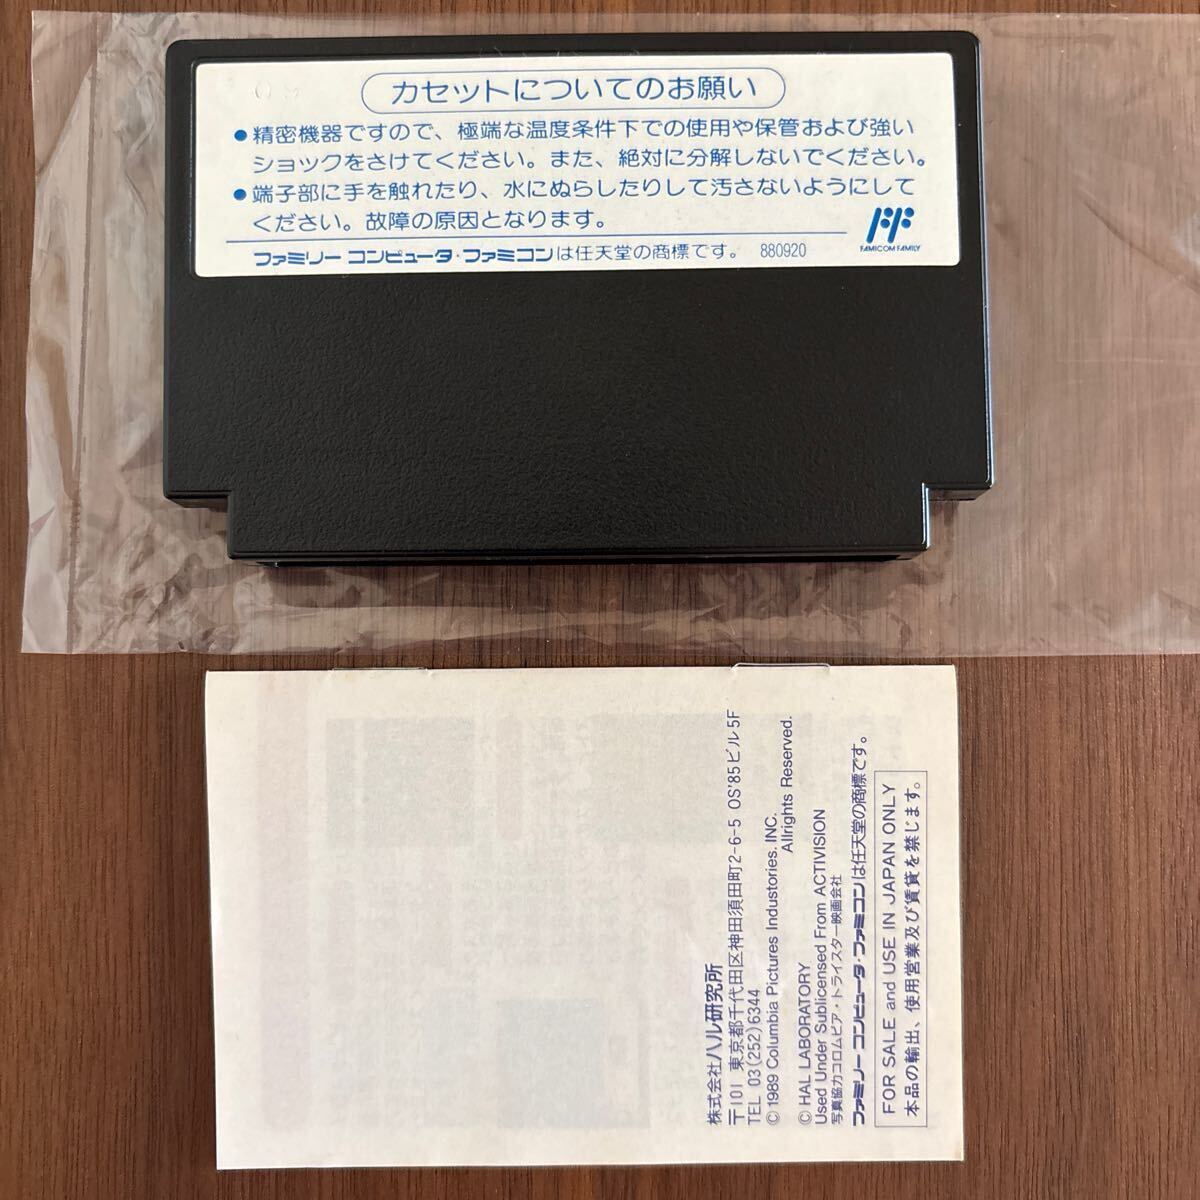 カセットについてのお願い
●精密機器ですので、極端な温度条件下での使用や保管および強い
ショックをさけてください。また、絶対に分解しないでください。
●端子部に手を触れたり、水にぬらしたりして汚さないようにして
ください。故障の原因となります。
FAMICOM FAMILY
ファミリー コンピュータ・ファミコンは任天堂の商標です。 880920
株式会社ハル研究所
〒101 東京都千代田区神田須田町2-6-5 OS'85ビル5F
TEL 03(252)6344
©1989 Columbia Pictures Industories. INC.
Allrights Reserved.
© HAL LABORATORY
Used Under Sublicensed From ACTIVISION
写真協力コロムビア・トライスター映画会社
ファミリー コンピュータ・ファミコンは任天堂の商標です。
FOR SALE and USE IN JAPAN ONLY
本品の輸出、使用営業及び賃貸を禁じます。